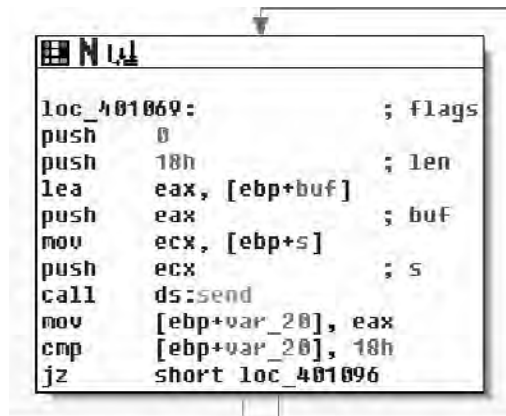 loc_401069: ; flags
push 0
push 18h ; len
lea eax, [ebp+buf]
push eax ; buf
mov ecx, [ebp+s]
push ecx ; s
call ds:send
mov [ebp+var_20], eax
cmp [ebp+var_20], 18h
jz short loc_401096